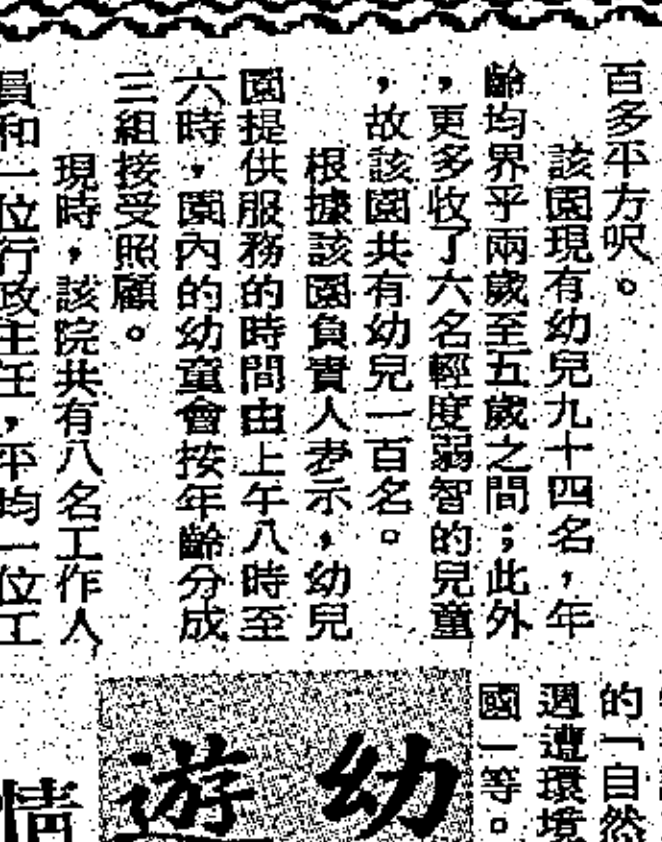 百多平方呎。
該園現有幼兒九十四名，年
齡均界乎兩歲至五歲之間；此外
，更多收了六名輕度弱智的兒童
，故該園共有幼兒一百名。
根據該園負責人表示，幼兒
園提供服務的時間由上午八時至
六時，園內的幼童會按年齡分成
三組接受照顧。
現時，該院共有八名工作人
員和一位行政主任，平均一位工
的「自然
週遭環境
園一等。
幼
遊
情